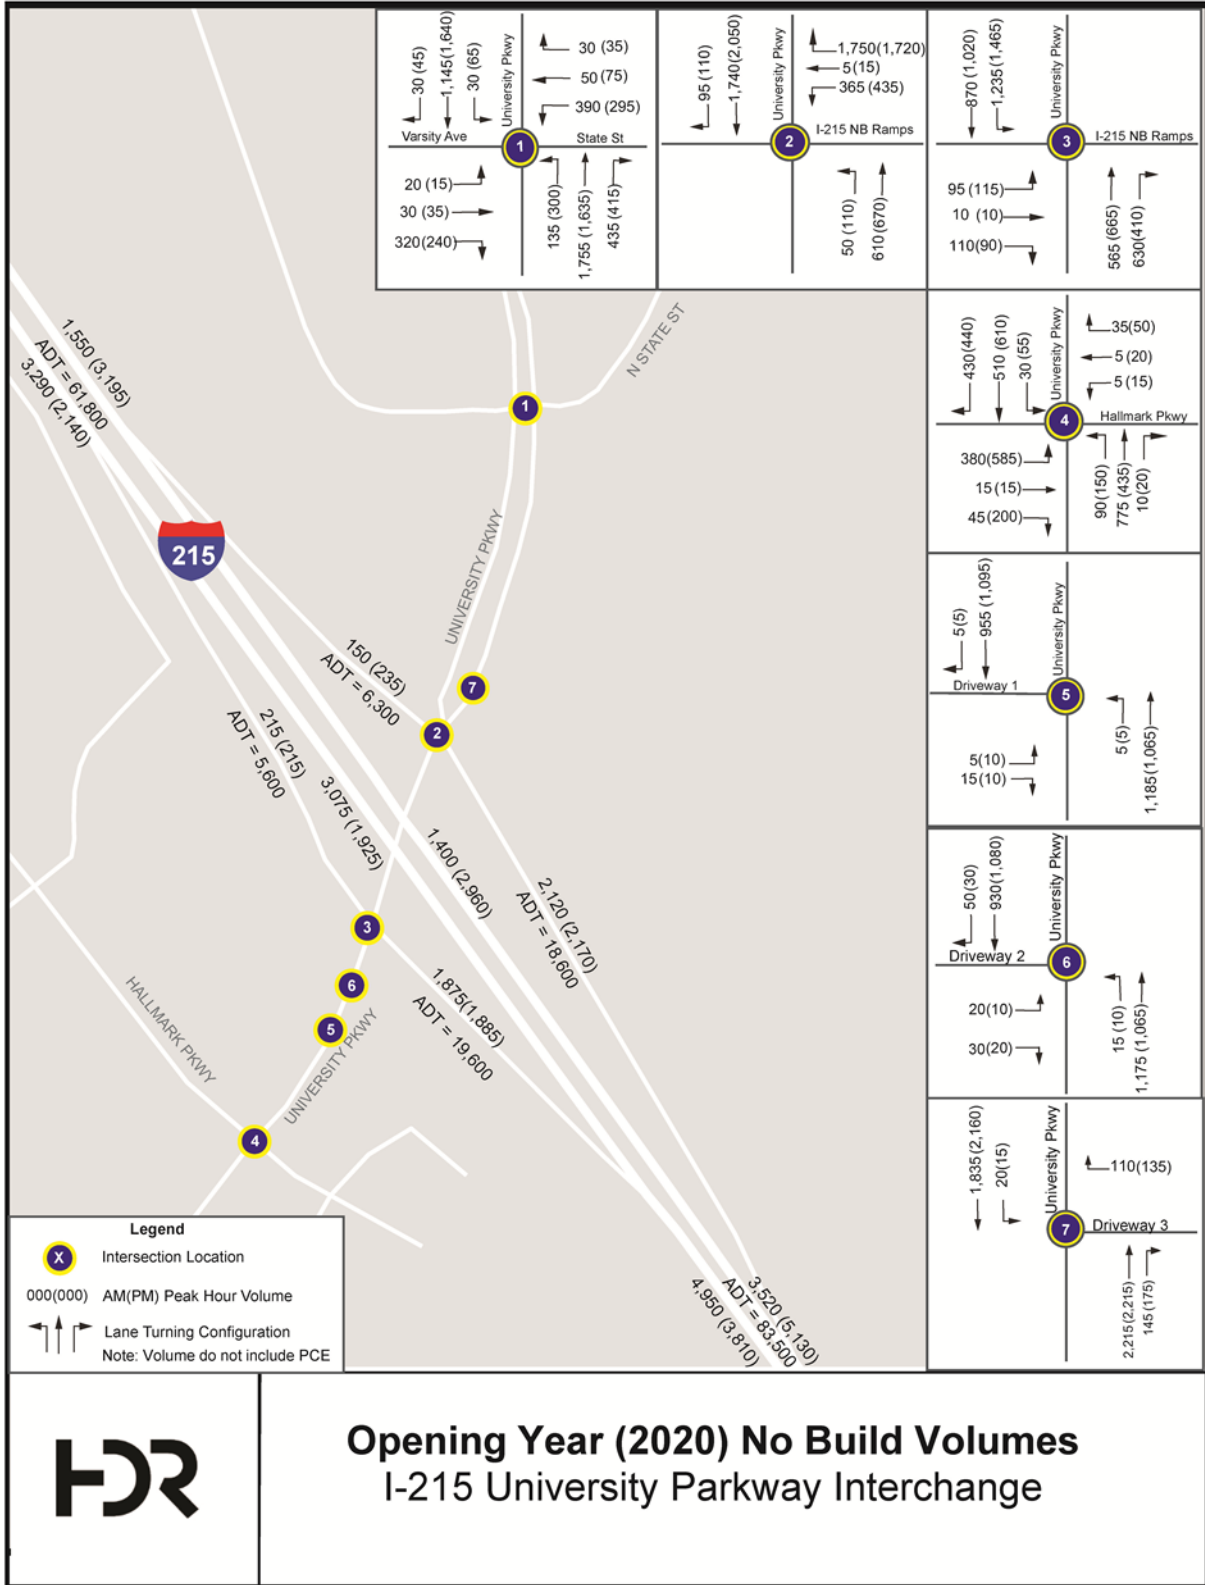 30 (45)
1,145(1,640)
30 (65)
University Pkwy
30 (35)
50 (75)
390 (295)
Varsity Ave
1
State St
20 (15)
30 (35)
320(240)
135 (300)
1,755 (1,635)
435 (415)
95 (110)
1,740(2,050)
University Pkwy
1,750(1,720)
5(15)
365 (435)
2
I-215 NB Ramps
50 (110)
610(670)
870 (1,020)
1,235(1,465)
University Pkwy
3
I-215 NB Ramps
95 (115)
10 (10)
110(90)
565 (665)
630(410)
430(440)
510 (610)
30 (55)
University Pkwy
35(50)
5 (20)
5 (15)
4
Hallmark Pkwy
380(585)
15(15)
45(200)
90(150)
775 (435)
10(20)
5(5)
955 (1,095)
University Pkwy
Driveway 1
5
5(10)
15(10)
5(5)
1,185(1,065)
50(30)
930(1,080)
University Pkwy
Driveway 2
6
20(10)
30(20)
15 (10)
1,175 (1,065)
1,835(2,160)
20(15)
University Pkwy
110(135)
7
Driveway 3
2,215(2,215)
145 (175)
1,550 (3,195)
ADT = 61,800
3,290 (2,140)
N STATE ST
1
215
UNIVERSITY PKWY
150 (235)
ADT = 6,300
7
2
215 (215)
ADT = 5,600
3,075 (1,925)
1,400 (2,960)
2,120 (2,170)
ADT = 18,600
3
6
5
1,875(1,885)
ADT = 19,600
HALLMARK PKWY
UNIVERSITY PKWY
4
3,520 (5,130)
ADT = 83,500
4,950 (3,810)
Legend
X
Intersection Location
000(000) AM(PM) Peak Hour Volume
Lane Turning Configuration
Note: Volume do not include PCE
HDR
Opening Year (2020) No Build Volumes
I-215 University Parkway Interchange